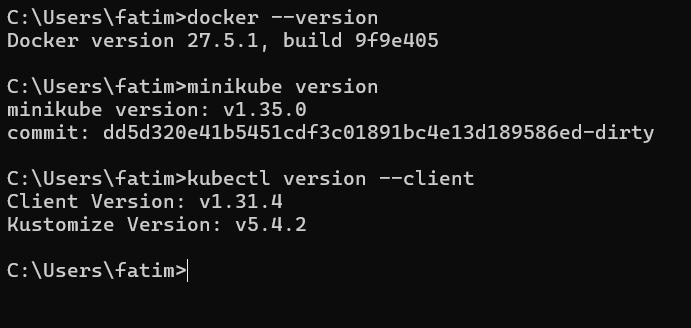 C:\Users\fatim>docker --version
Docker version 27.5.1, build 9f9e405
C:\Users\fatim>minikube version
minikube version: v1.35.0
commit: dd5d320e41b5451cdf3c01891bc4e13d189586ed-dirty
C:\Users\fatim>kubectl version --client
Client Version: v1.31.4
Kustomize Version: v5.4.2
C:\Users\fatim>